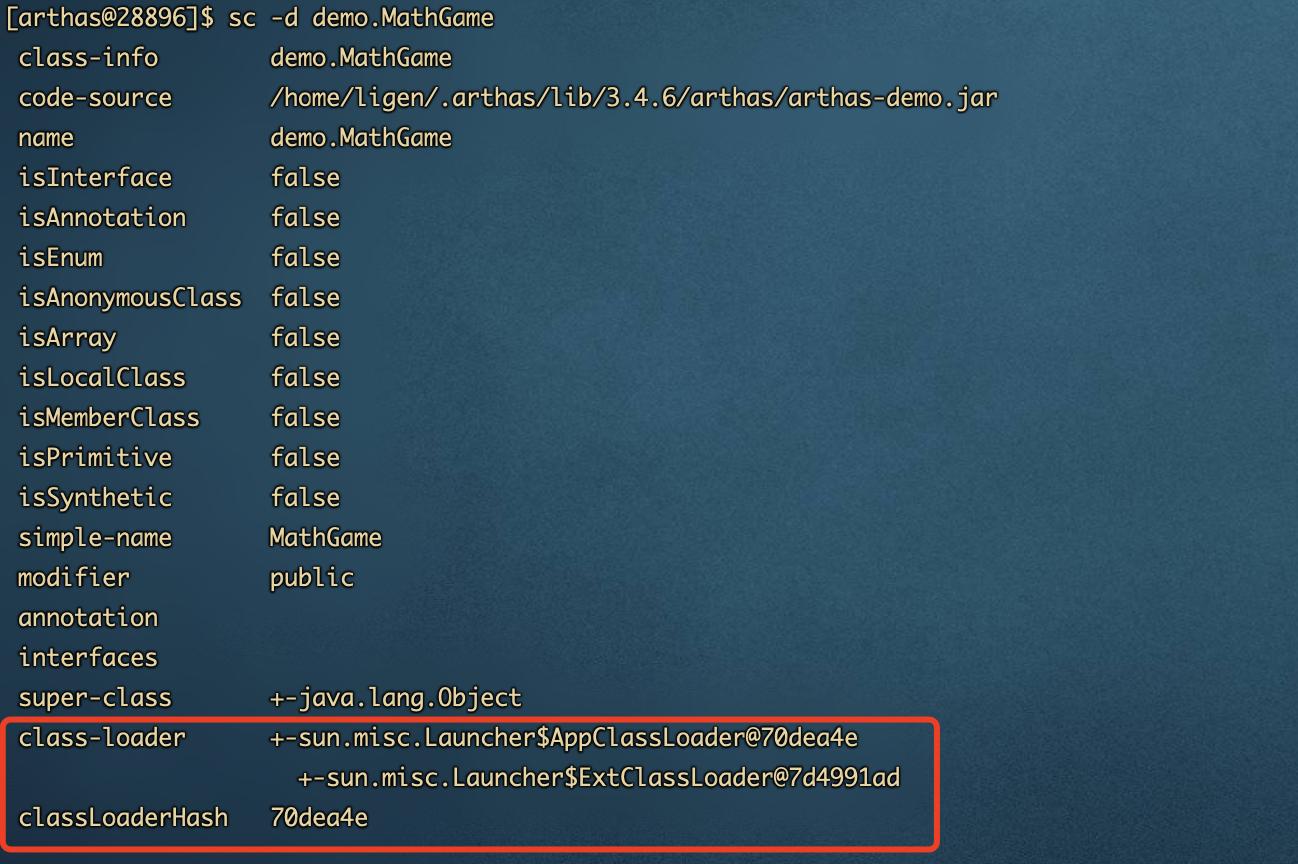 [arthas@28896]$ sc -d demo.MathGame
class-info demo.MathGame
code-source /home/ligen/.arthas/lib/3.4.6/arthas/arthas-demo.jar
name demo.MathGame
isInterface false
isAnnotation false
isEnum false
isAnonymousClass false
isArray false
isLocalClass false
isMemberClass false
isPrimitive false
isSynthetic false
simple-name MathGame
modifier public
annotation
interfaces
super-class +-java.lang.Object
class-loader +-sun.misc.Launcher$AppClassLoader@70dea4e
+-sun.misc.Launcher$ExtClassLoader@7d4991ad
classLoaderHash 70dea4e